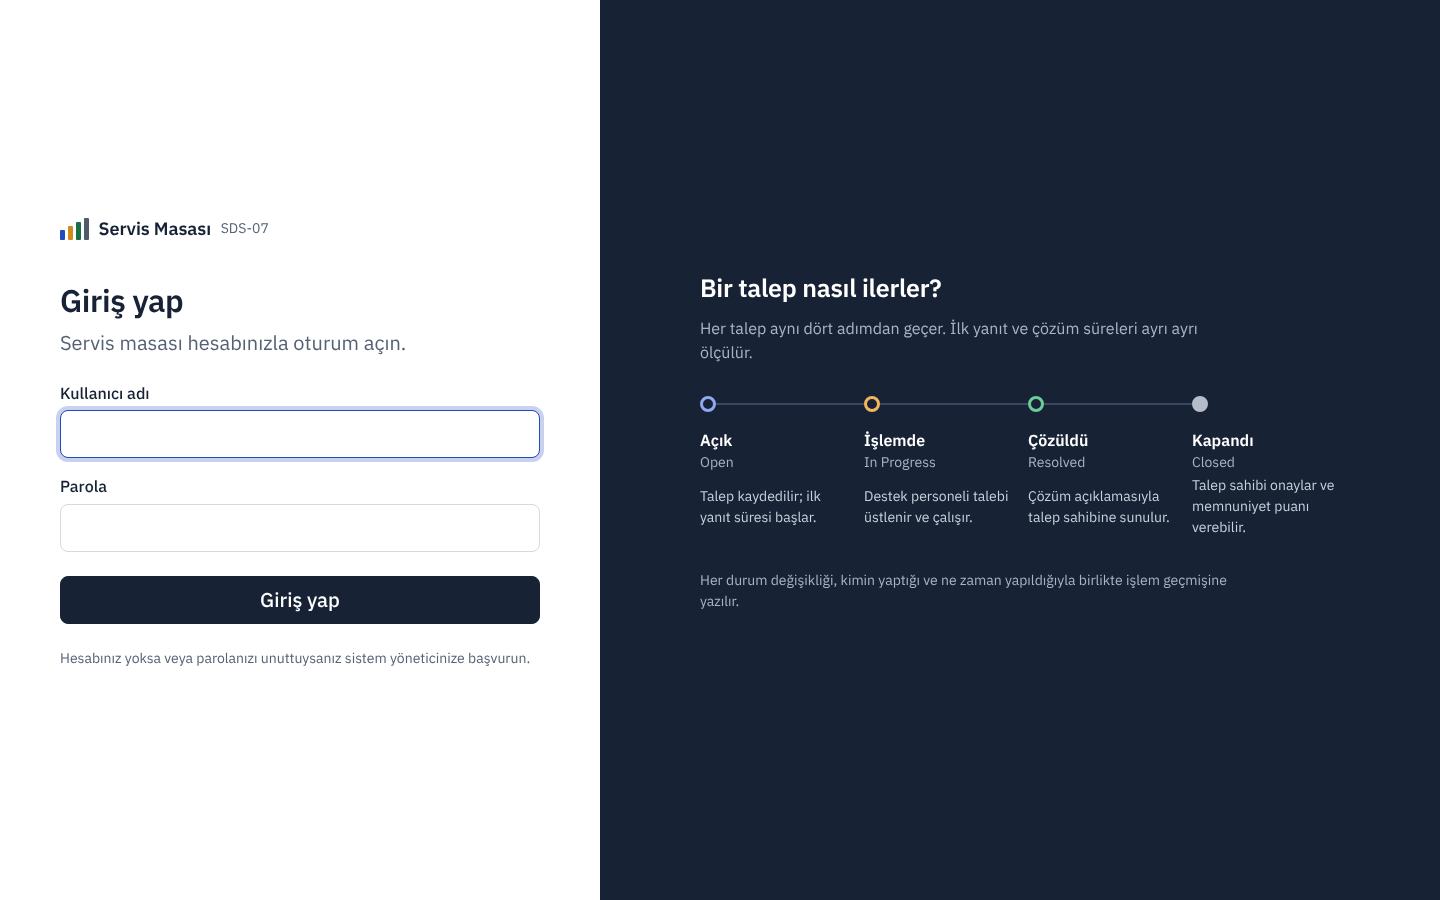 Servis Masası SDS-07
Giriş yap
Servis masası hesabınızla oturum açın.
Kullanıcı adı
Parola
Giriş yap
Hesabınız yoksa veya parolanızı unuttuysanız sistem yöneticinize başvurun.
Bir talep nasıl ilerler?
Her talep aynı dört adımdan geçer. İlk yanıt ve çözüm süreleri ayrı ayrı
ölçülür.
Açık
Open
Talep kaydedilir; ilk
yanıt süresi başlar.
İşlemde
In Progress
Destek personeli talebi
üstlenir ve çalışır.
Çözüldü
Resolved
Çözüm açıklamasıyla
talep sahibine sunulur.
Kapandı
Closed
Talep sahibi onaylar ve
memnuniyet puanı
verebilir.
Her durum değişikliği, kimin yaptığı ve ne zaman yapıldığıyla birlikte işlem geçmişine
yazılır.